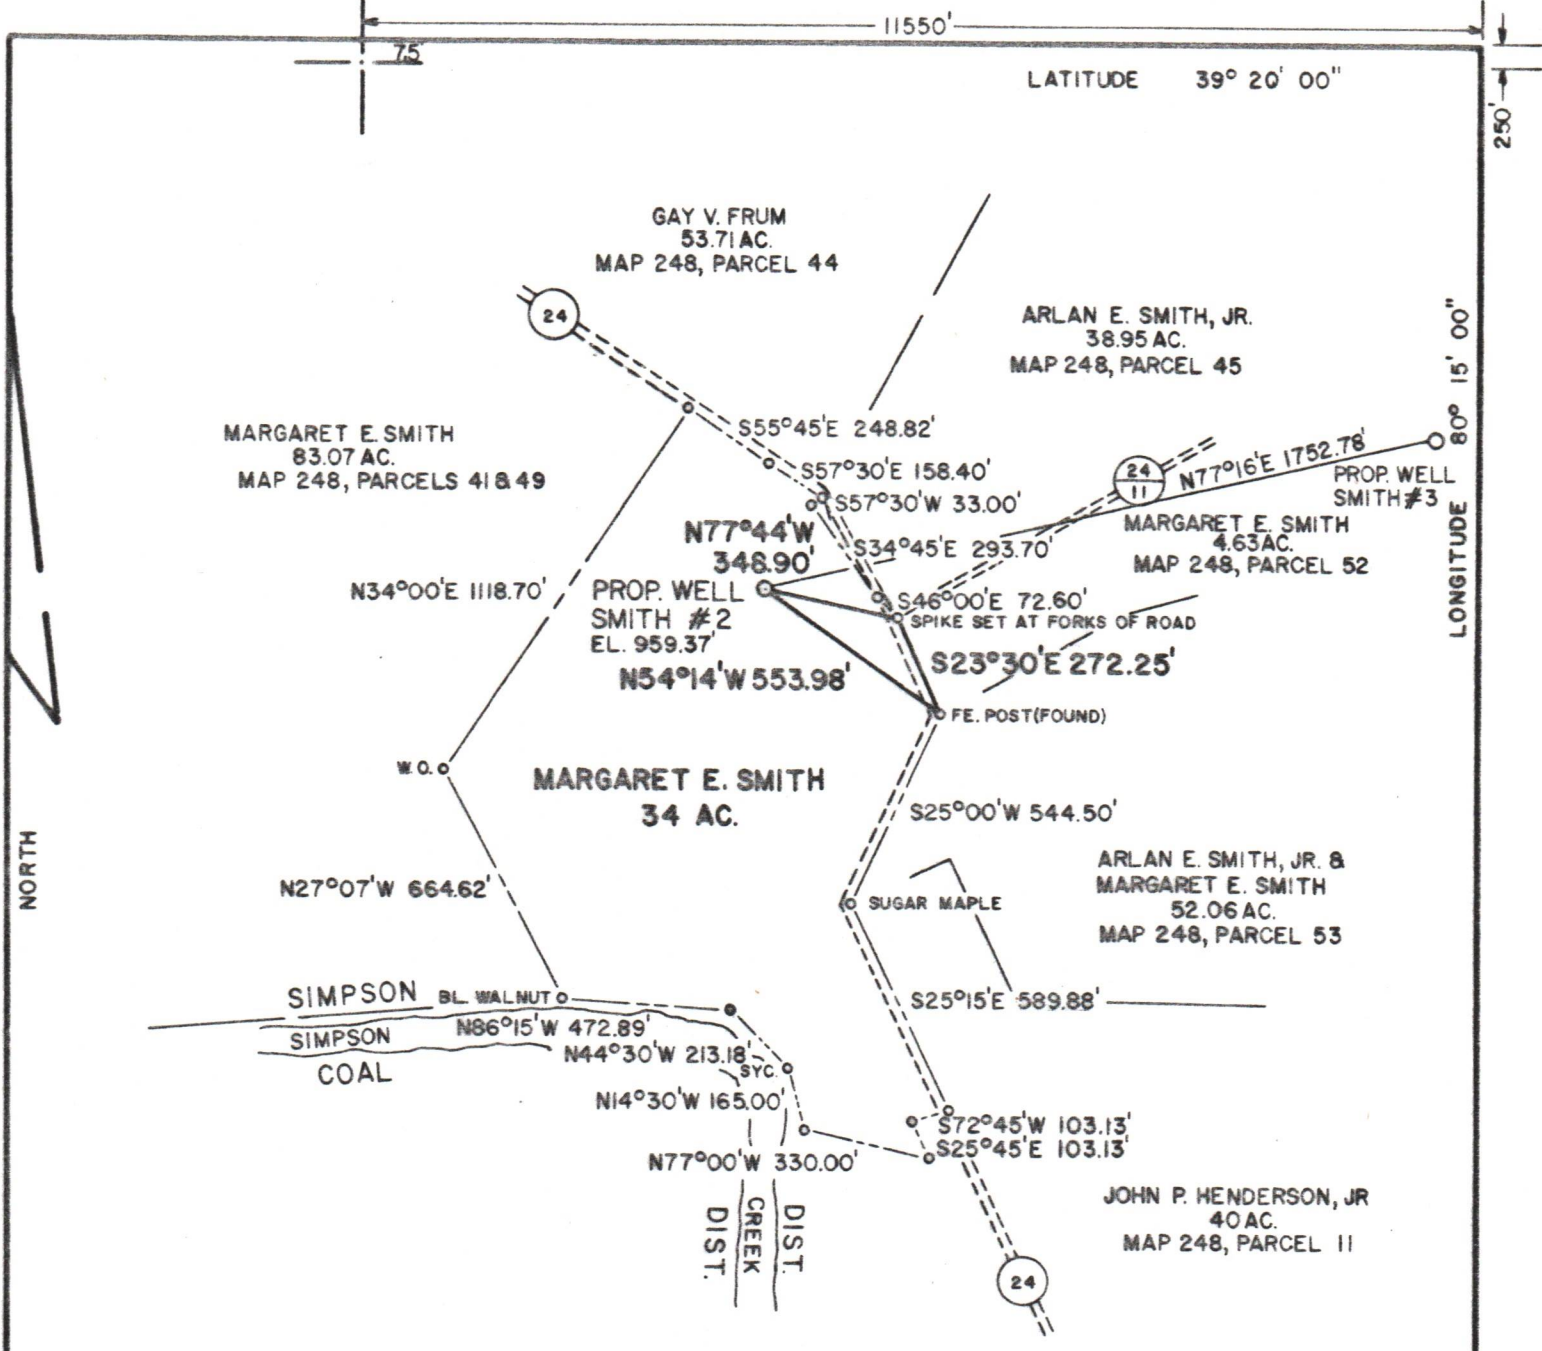 11550'
7.5'
LATITUDE 39° 20' 00"
250'
GAY V. FRUM
53.71 AC.
MAP 248, PARCEL 44
24
ARLAN E. SMITH, JR.
38.95 AC.
MAP 248, PARCEL 45
LONGITUDE 80° 15' 00"
MARGARET E. SMITH
83.07 AC.
MAP 248, PARCELS 41 & 49
S55°45'E 248.82'
S57°30'E 158.40'
S57°30'W 33.00'
24
11
N77°16'E 1752.78'
PROP. WELL
SMITH #3
N77°44'W
348.90'
S34°45'E 293.70'
MARGARET E. SMITH
4.63 AC.
MAP 248, PARCEL 52
N34°00'E 1118.70'
PROP. WELL
SMITH #2
EL. 959.37'
S46°00'E 72.60'
SPIKE SET AT FORKS OF ROAD
N54°14'W 553.98'
S23°30'E 272.25'
FE. POST (FOUND)
W.O.
MARGARET E. SMITH
34 AC.
S25°00'W 544.50'
NORTH
N27°07'W 664.62'
SUGAR MAPLE
ARLAN E. SMITH, JR. &
MARGARET E. SMITH
52.06 AC.
MAP 248, PARCEL 53
SIMPSON
BL. WALNUT
S25°15'E 589.88'
SIMPSON
N86°15'W 472.89'
COAL
N44°30'W 213.18'
SYC.
N14°30'W 165.00'
S72°45'W 103.13'
S25°45'E 103.13'
N77°00'W 330.00'
DIST.
CREEK
DIST.
JOHN P. HENDERSON, JR
40 AC.
MAP 248, PARCEL 11
24